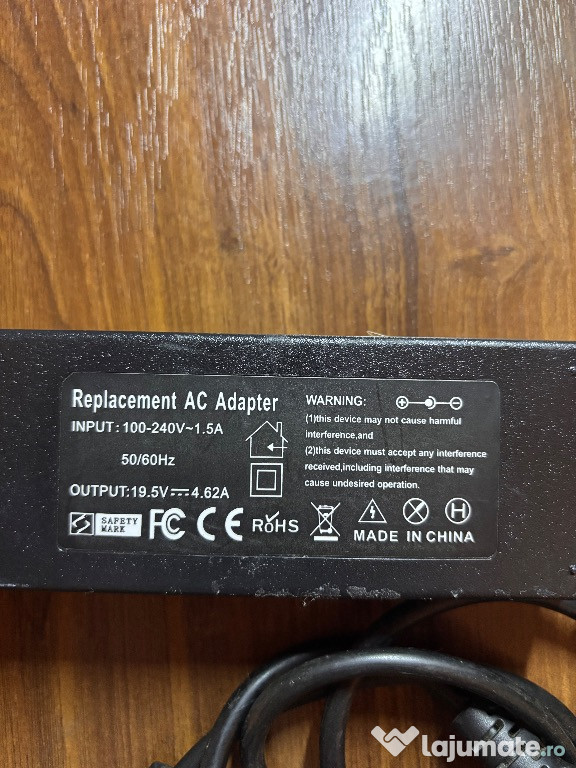 Replacement AC Adapter
INPUT: 100-240V~1.5A
50/60Hz
OUTPUT:19.5V⎓4.62A
SAFETY
MARK
FC CE RoHS
WARNING:
(1)this device may not cause harmful
interference,and
(2)this device must accept any interference
received,including interference that may
cause undesired operation.
H
MADE IN CHINA
lajumate.ro